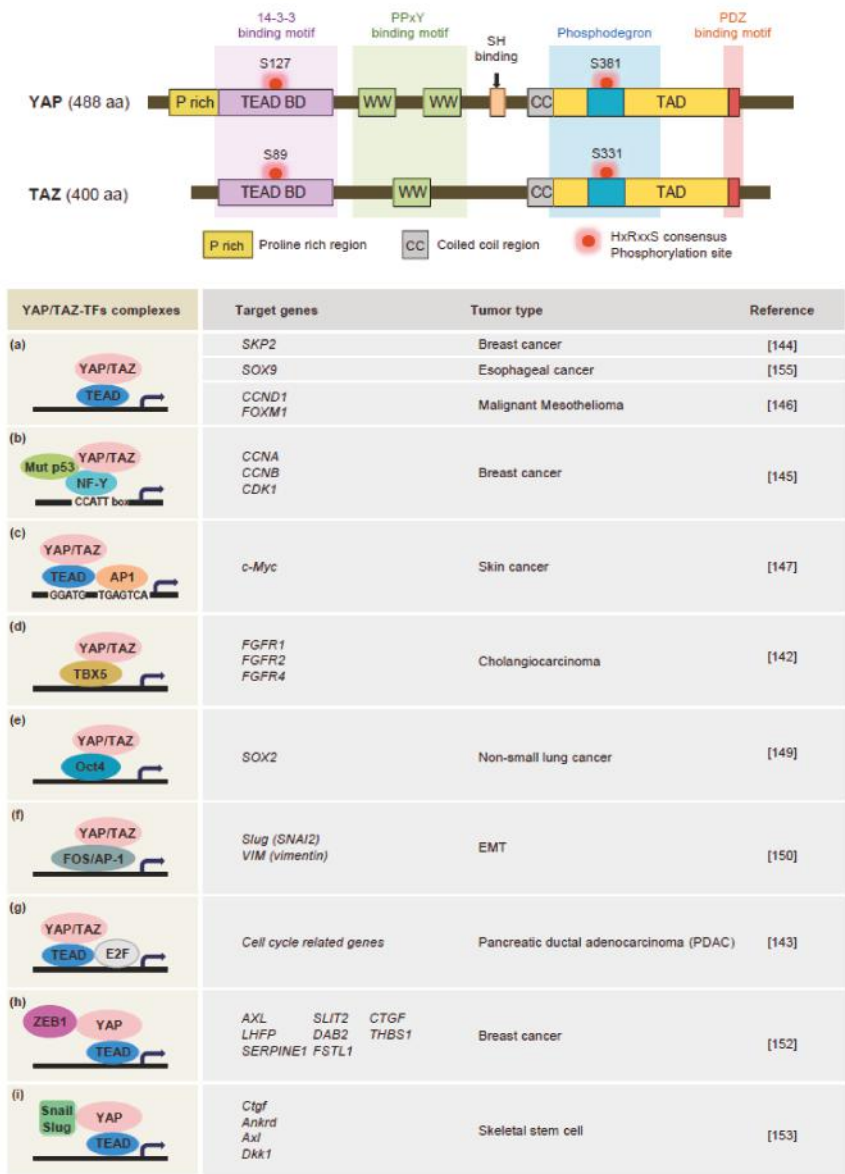 14-3-3 binding motif
PPxY binding motif
SH binding
Phosphodegron
PDZ binding motif
S127
S381
YAP (488 aa)
P rich
TEAD BD
WW
WW
CC
TAD
S89
S331
TAZ (400 aa)
TEAD BD
WW
CC
TAD
P rich Proline rich region
CC Coiled coil region
HxRxxS consensus
Phosphorylation site
YAP/TAZ-TFs complexes Target genes Tumor type Reference
(a)
YAP/TAZ
TEAD
SKP2 Breast cancer [144]
SOX9 Esophageal cancer [155]
CCND1
FOXM1
Malignant Mesothelioma [146]
(b)
YAP/TAZ
Mut p53
NF-Y
CCATT box
CCNA
CCNB
CDK1
Breast cancer [145]
(c)
YAP/TAZ
TEAD AP1
GGATG TGAGTCA
c-Myc Skin cancer [147]
(d)
YAP/TAZ
TBX5
FGFR1
FGFR2
FGFR4
Cholangiocarcinoma [142]
(e)
YAP/TAZ
Oct4
SOX2 Non-small lung cancer [149]
(f)
YAP/TAZ
FOS/AP-1
Slug (SNAI2)
VIM (vimentin)
EMT [150]
(g)
YAP/TAZ
TEAD E2F
Cell cycle related genes Pancreatic ductal adenocarcinoma (PDAC) [143]
(h)
ZEB1 YAP
TEAD
AXL SLIT2 CTGF
LHFP DAB2 THBS1
SERPINE1 FSTL1
Breast cancer [152]
(i)
Snail
Slug
YAP
TEAD
Ctgf
Ankrd
Axl
Dkk1
Skeletal stem cell [153]